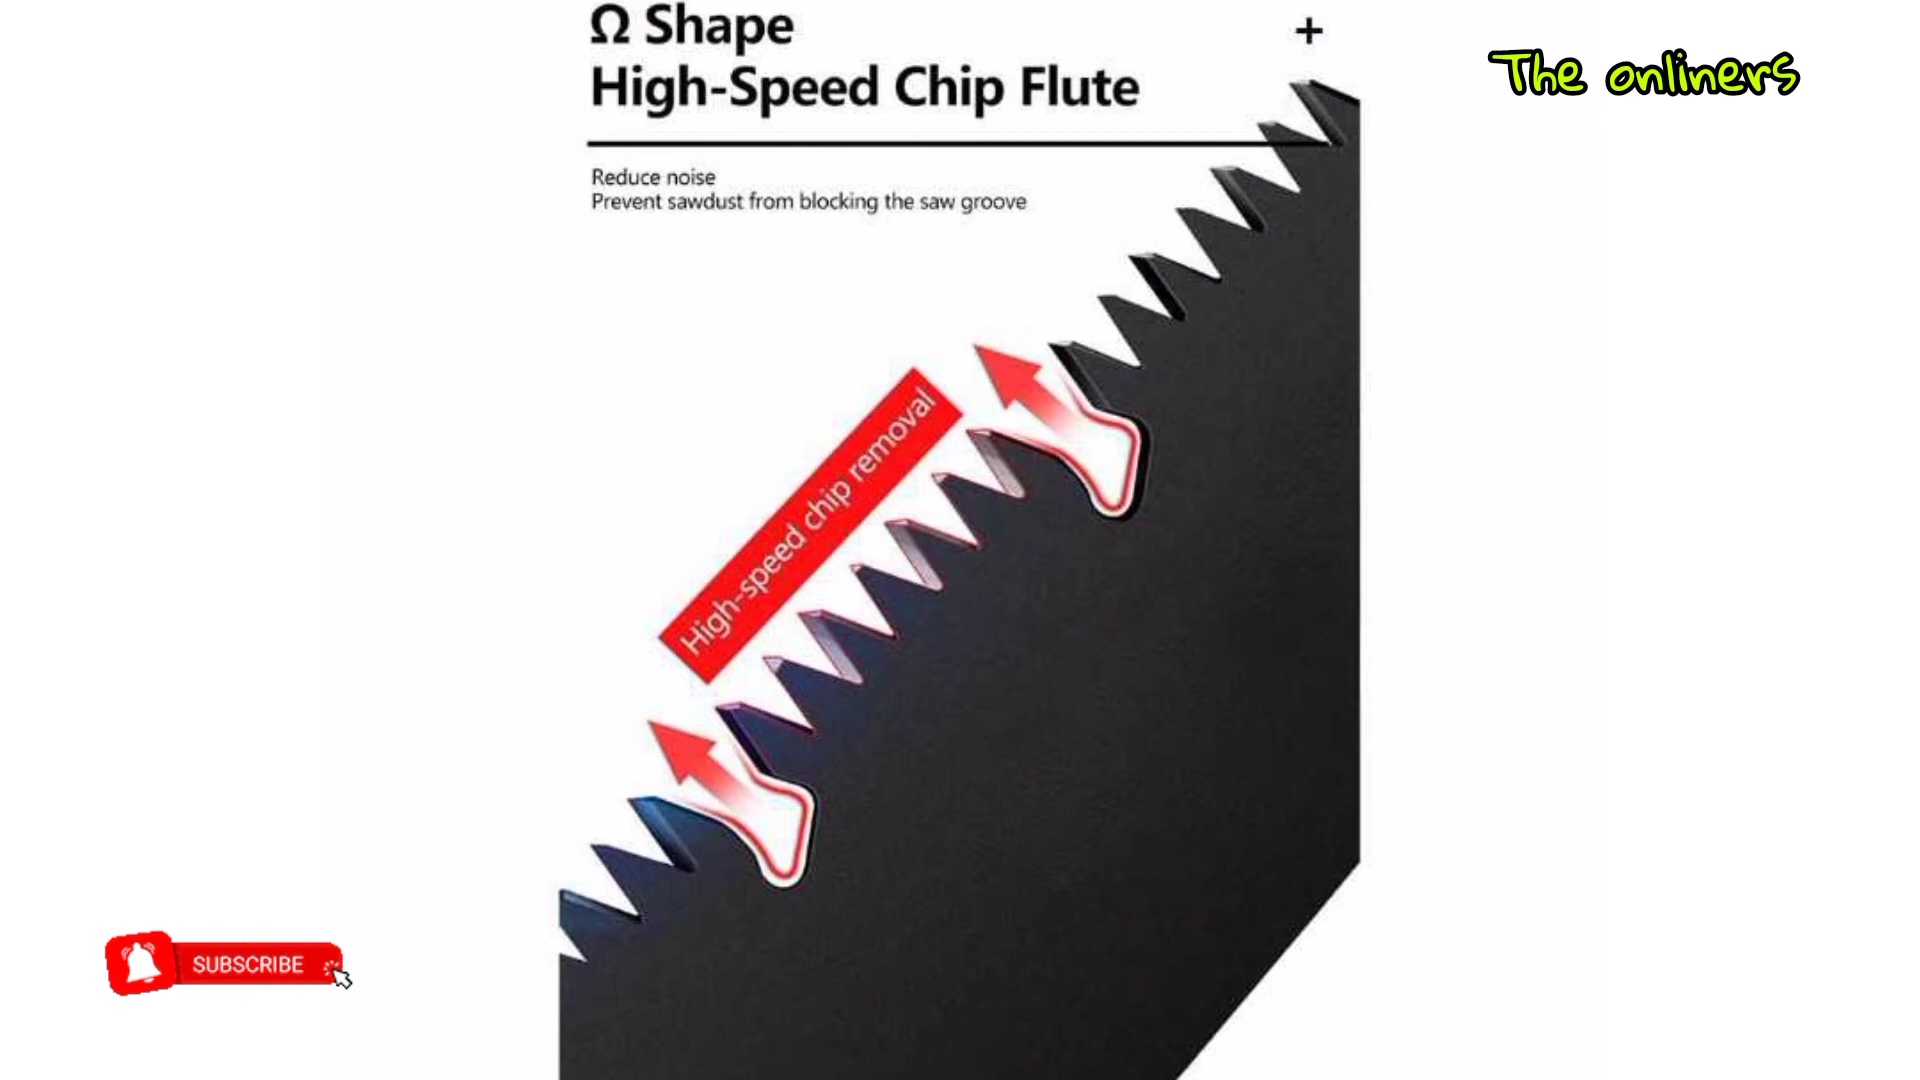 Ω Shape
High-Speed Chip Flute
+
The onliners
Reduce noise
Prevent sawdust from blocking the saw groove
High-speed chip removal
SUBSCRIBE